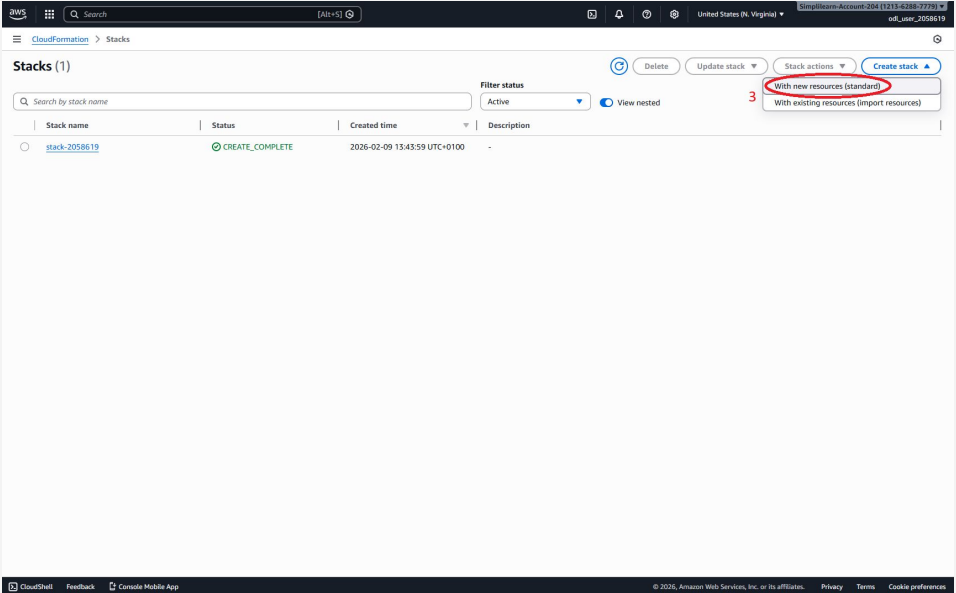 aws Search [Alt+S] United States (N. Virginia) ▼ Simplilearn-Account-204 (1213-6288-7779) ▼
odl_user_2058619
CloudFormation > Stacks
Stacks (1) Delete Update stack ▼ Stack actions ▼ Create stack ▲
Filter status
With new resources (standard)
Search by stack name Active ▼ View nested 3
With existing resources (import resources)
Stack name Status Created time ▼ Description
stack-2058619 CREATE_COMPLETE 2026-02-09 13:43:59 UTC+0100 -
CloudShell Feedback Console Mobile App © 2026, Amazon Web Services, Inc. or its affiliates. Privacy Terms Cookie preferences